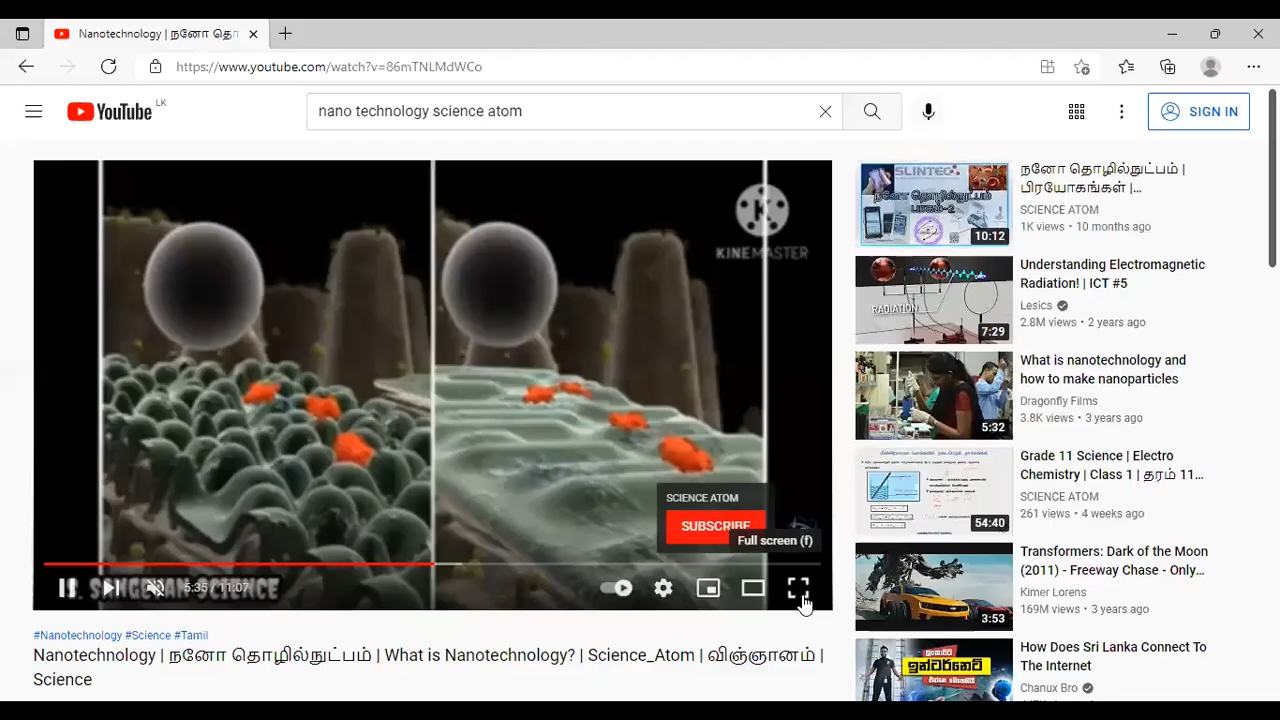 Nanotechnology | நனோ தொ
https://www.youtube.com/watch?v=86mTNLMdWCo
YouTube LK
nano technology science atom
SIGN IN
KINEMASTER
SCIENCE ATOM
SUBSCRIBE
Full screen (f)
5:35 / 11:07
#Nanotechnology #Science #Tamil
Nanotechnology | நனோ தொழில்நுட்பம் | What is Nanotechnology? | Science_Atom | விஞ்ஞானம் |
Science
SLINTEC
நனோ தொழில்நுட்பம்
பாகம்-2
10:12
நனோ தொழில்நுட்பம் |
பிரயோகங்கள் |...
SCIENCE ATOM
1K views • 10 months ago
RADIATION
7:29
Understanding Electromagnetic
Radiation! | ICT #5
Lesics
2.8M views • 2 years ago
5:32
What is nanotechnology and
how to make nanoparticles
Dragonfly Films
3.8K views • 3 years ago
54:40
Grade 11 Science | Electro
Chemistry | Class 1 | தரம் 11...
SCIENCE ATOM
261 views • 4 weeks ago
3:53
Transformers: Dark of the Moon
(2011) - Freeway Chase - Only...
Kimer Lorens
169M views • 3 years ago
How Does Sri Lanka Connect To
The Internet
Chanux Bro